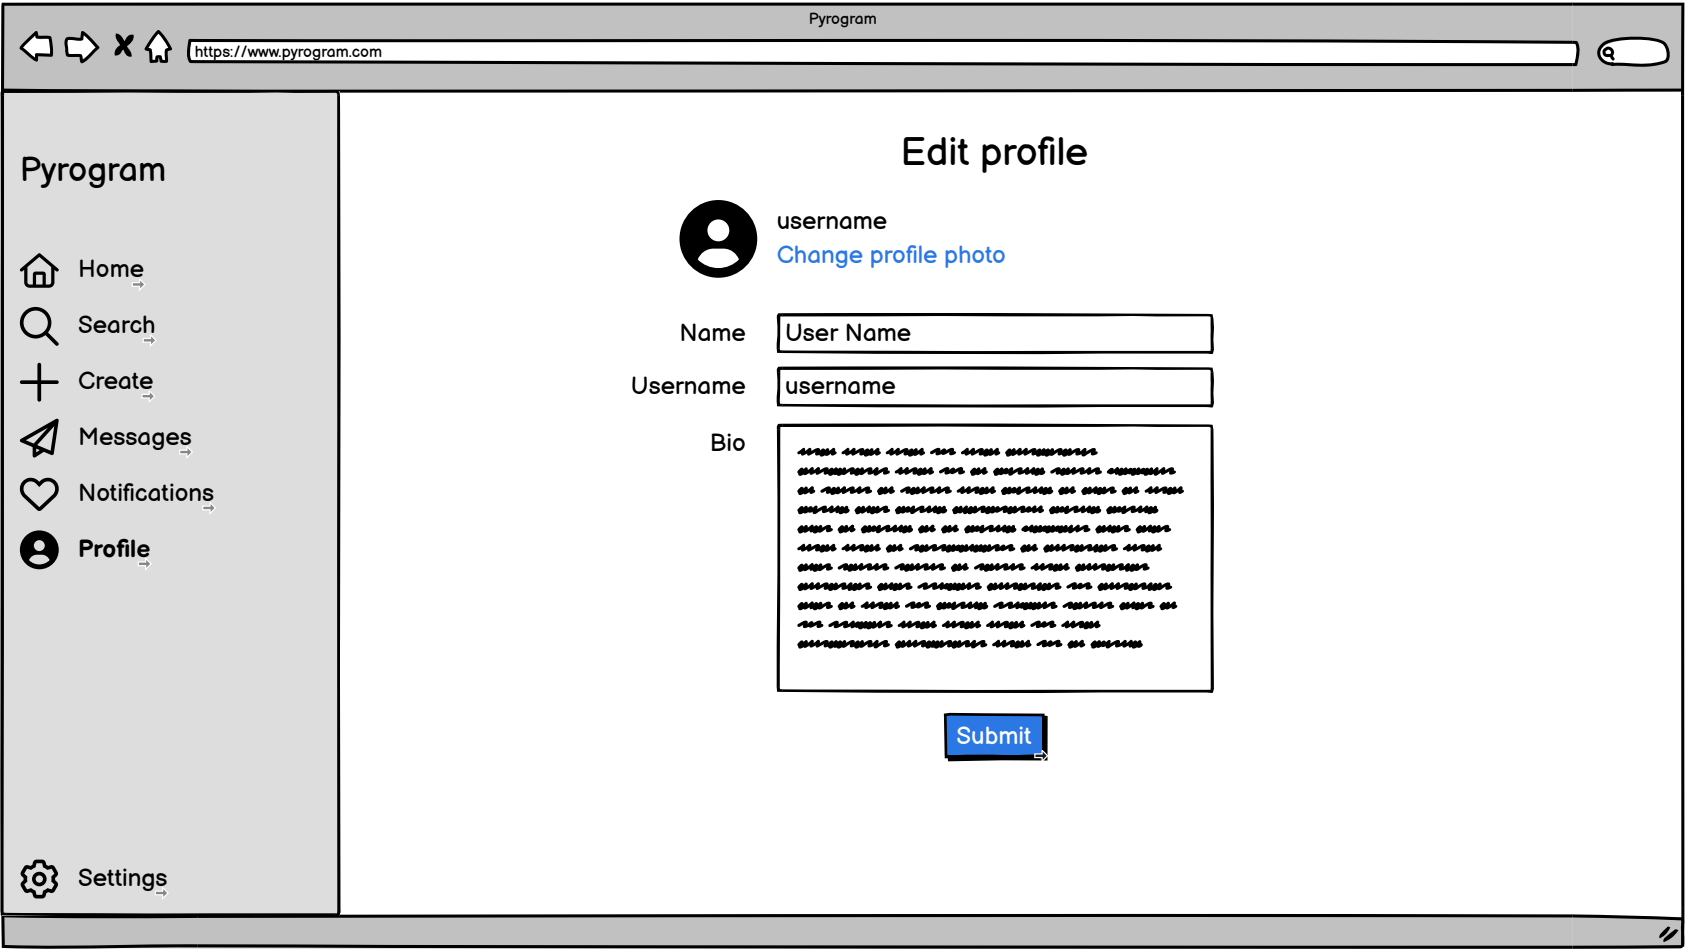 Pyrogram
https://www.pyrogram.com
Pyrogram
Home
Search
Create
Messages
Notifications
Profile
Settings
Edit profile
username
Change profile photo
Name
User Name
Username
username
Bio
Submit